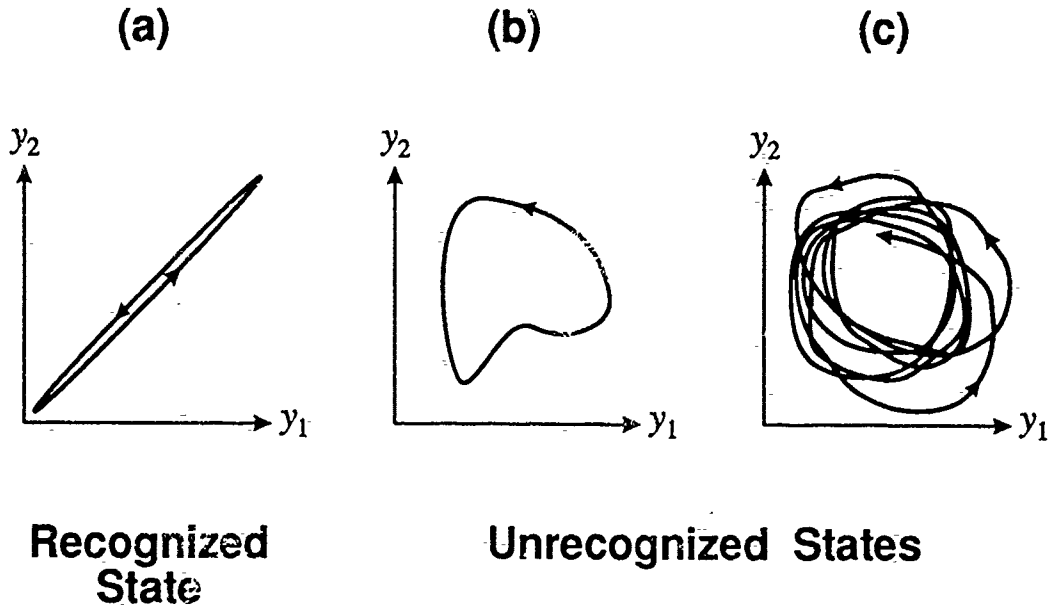 (a) (b) (c)
y₂ y₂ y₂
y₁ y₁ y₁
Recognized
State
Unrecognized States